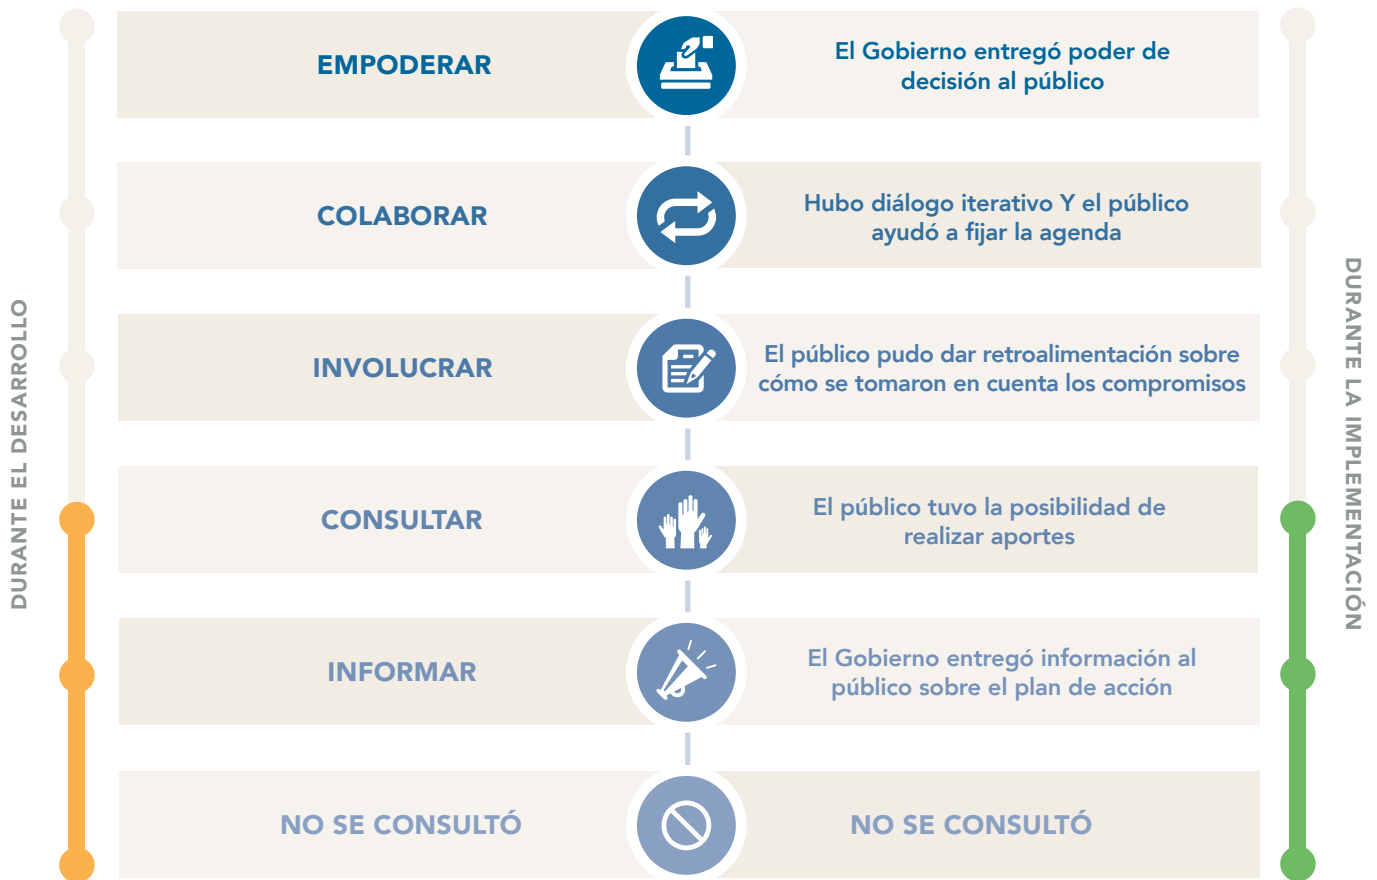 EMPODERAR
El Gobierno entregó poder de
decisión al público
COLABORAR
Hubo diálogo iterativo Y el público
ayudó a fijar la agenda
INVOLUCRAR
El público pudo dar retroalimentación sobre
cómo se tomaron en cuenta los compromisos
CONSULTAR
El público tuvo la posibilidad de
realizar aportes
INFORMAR
El Gobierno entregó información al
público sobre el plan de acción
NO SE CONSULTÓ
NO SE CONSULTÓ
DURANTE EL DESARROLLO
DURANTE LA IMPLEMENTACIÓN